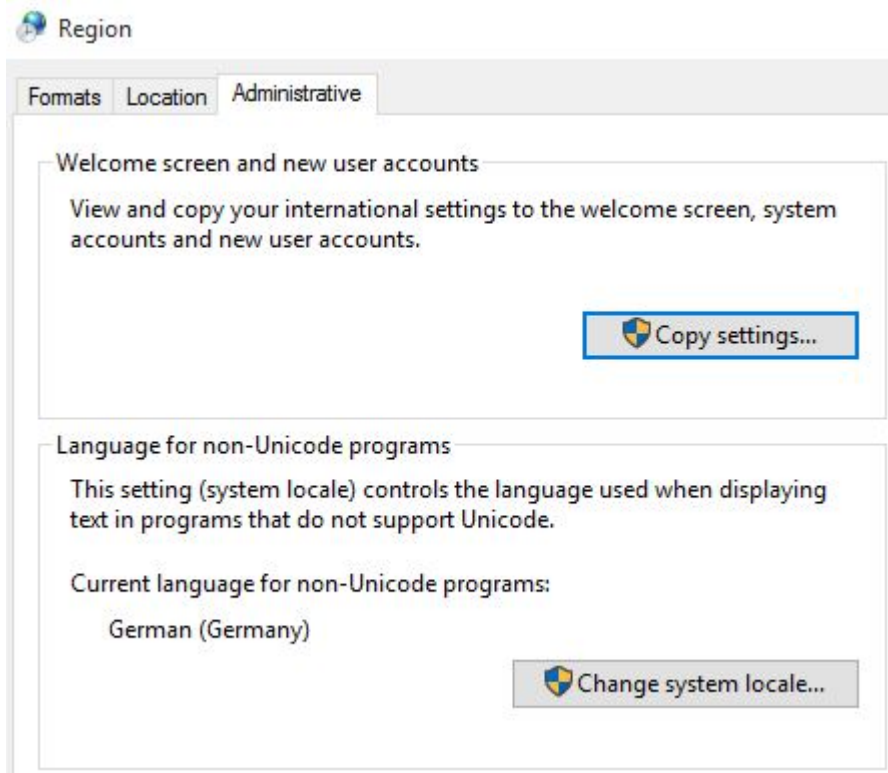 Region
Formats Location Administrative
Welcome screen and new user accounts
View and copy your international settings to the welcome screen, system
accounts and new user accounts.
Copy settings...
Language for non-Unicode programs
This setting (system locale) controls the language used when displaying
text in programs that do not support Unicode.
Current language for non-Unicode programs:
German (Germany)
Change system locale...